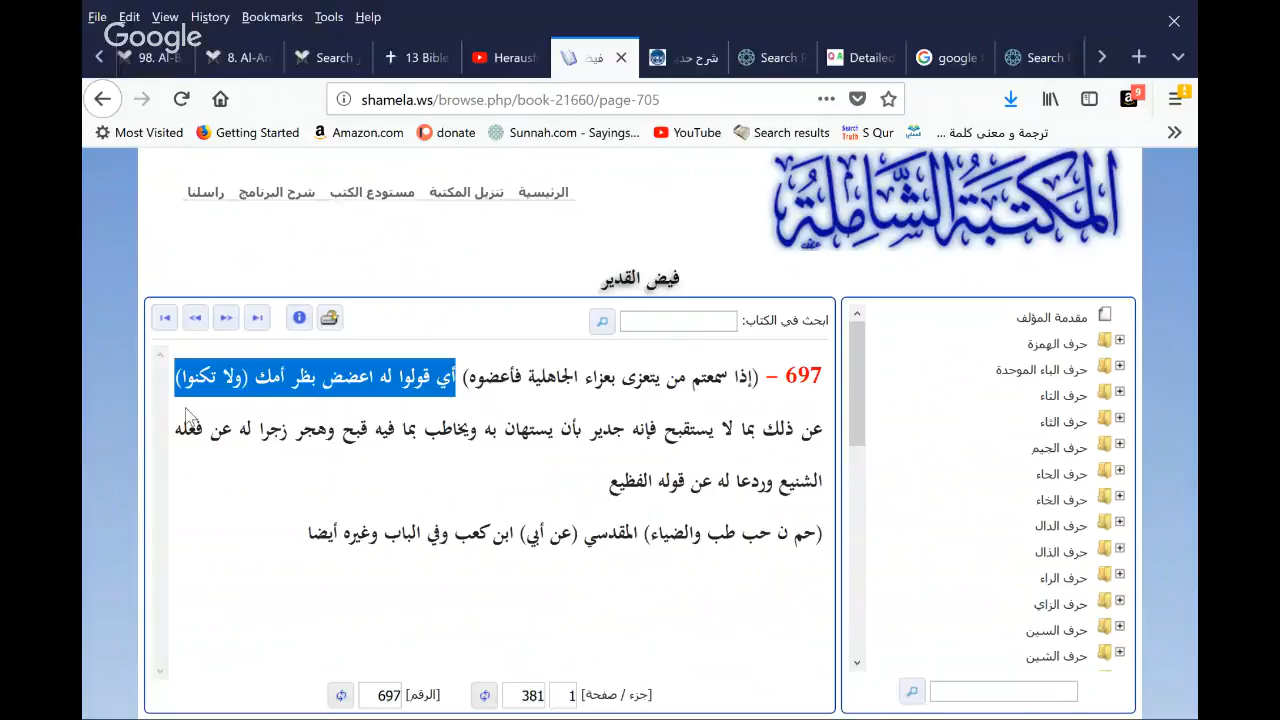 File Edit View History Bookmarks Tools Help
Google
98. Al-B 8. Al-An Search 13 Bible Herausf فيض شرح حدي Search R Detailed google Search
shamela.ws/browse.php/book-21660/page-705
9
Most Visited Getting Started Amazon.com donate Sunnah.com - Sayings... YouTube Search results Search Truth S Qur ترجمة و معنى كلمة ...
المكتبة الشاملة
الرئيسية تنزيل المكتبة مستودع الكتب شرح البرنامج راسلنا
فيض القدير
ابحث في الكتاب:
697 – (إذا سمعتم من يتعزى بعزاء الجاهلية فأعضوه) أي قولوا له اعضض بظر أمك (ولا تكنوا)
عن ذلك بما لا يستقبح فإنه جدير بأن يستهان به ويخاطب بما فيه قبح وهجر زجرا له عن فعله
الشنيع وردعا له عن قوله الفظيع
(حم ن حب طب والضياء) المقدسي (عن أبي) ابن كعب وفي الباب وغيره أيضا
[جزء / صفحة] 1 381 [الرقم] 697
مقدمة المؤلف
حرف الهمزة
حرف الباء الموحدة
حرف التاء
حرف الثاء
حرف الجيم
حرف الحاء
حرف الخاء
حرف الدال
حرف الذال
حرف الراء
حرف الزاي
حرف السين
حرف الشين